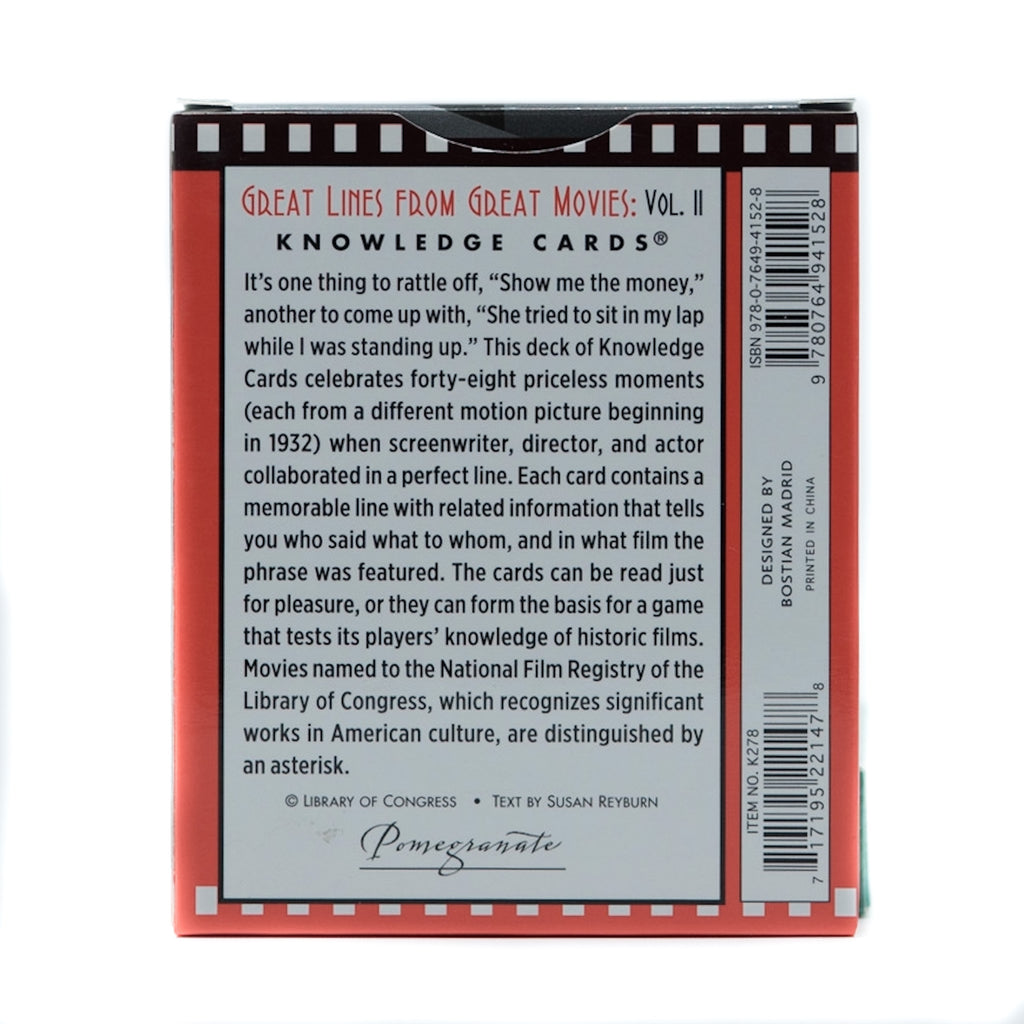 GREAT LINES FROM GREAT MOVIES: VOL. II
KNOWLEDGE CARDS®
It's one thing to rattle off, “Show me the money,”
another to come up with, “She tried to sit in my lap
while I was standing up.” This deck of Knowledge
Cards celebrates forty-eight priceless moments
(each from a different motion picture beginning
in 1932) when screenwriter, director, and actor
collaborated in a perfect line. Each card contains a
memorable line with related information that tells
you who said what to whom, and in what film the
phrase was featured. The cards can be read just
for pleasure, or they can form the basis for a game
that tests its players’ knowledge of historic films.
Movies named to the National Film Registry of the
Library of Congress, which recognizes significant
works in American culture, are distinguished by
an asterisk.
© LIBRARY OF CONGRESS • TEXT BY SUSAN REYBURN
Pomegranate
ISBN 978-0-7649-4152-8
9 780764 941528
DESIGNED BY
BOSTIAN MADRID
PRINTED IN CHINA
ITEM NO. K278
7 17195 22147 8